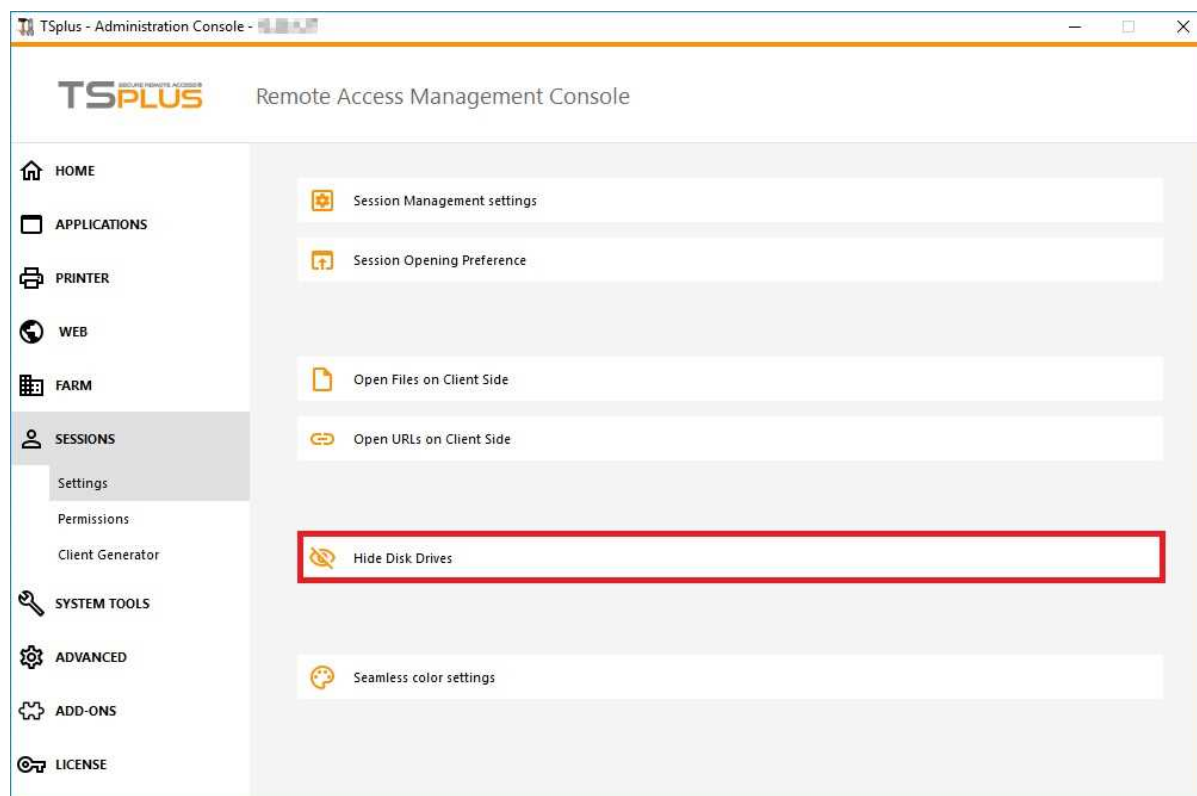 TSplus - Administration Console -
SECURE REMOTE ACCESS
TSPLUS
Remote Access Management Console
HOME
APPLICATIONS
PRINTER
WEB
FARM
SESSIONS
Settings
Permissions
Client Generator
SYSTEM TOOLS
ADVANCED
ADD-ONS
LICENSE
Session Management settings
Session Opening Preference
Open Files on Client Side
Open URLs on Client Side
Hide Disk Drives
Seamless color settings